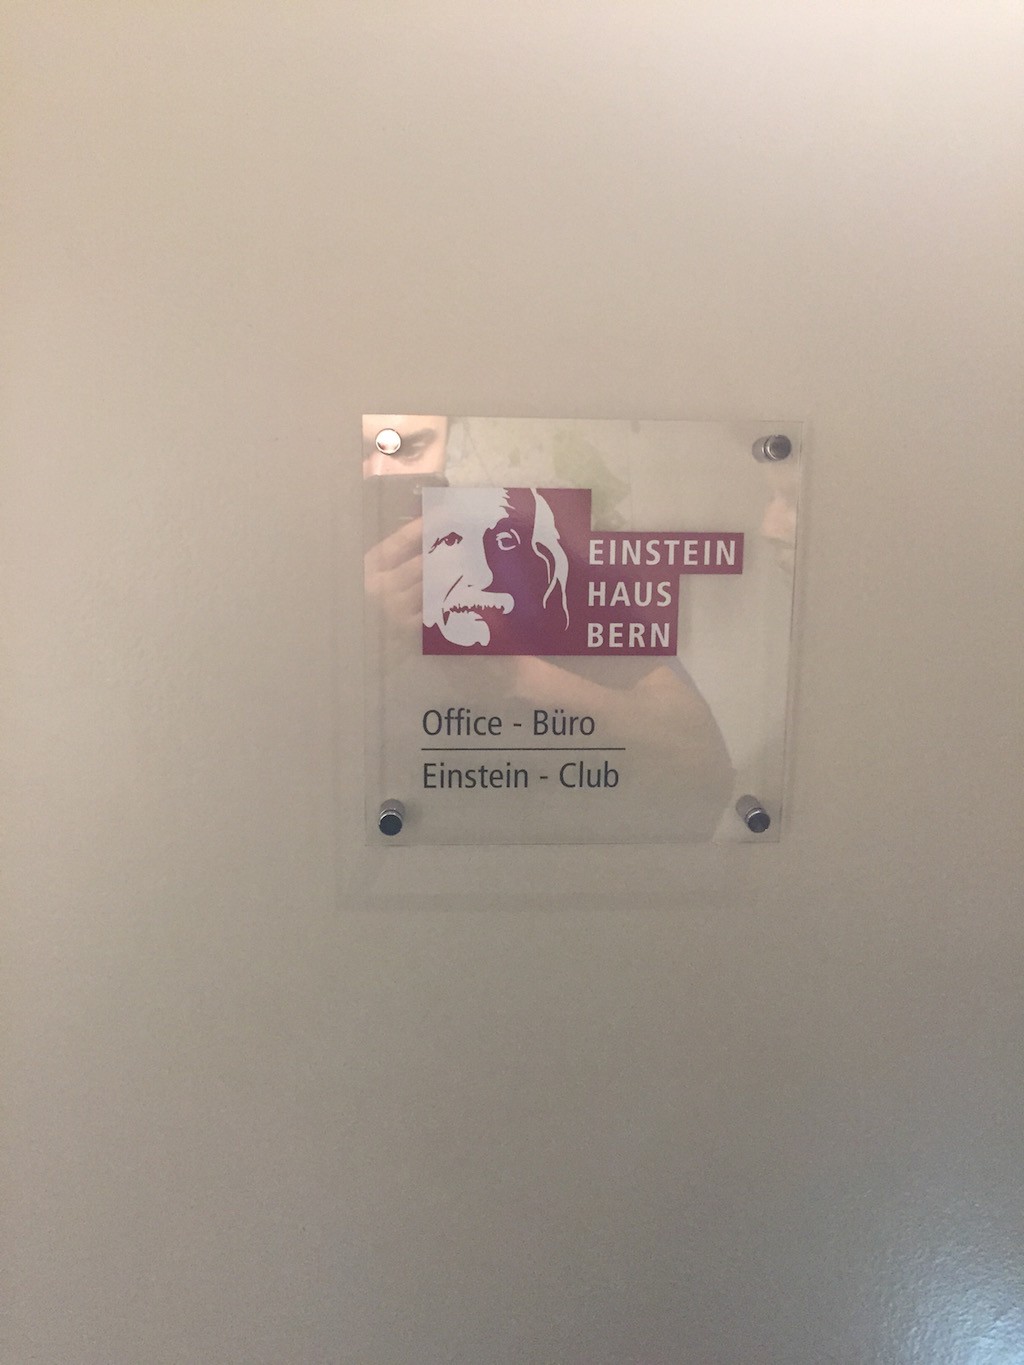 EINSTEIN
HAUS
BERN
Office - Büro
Einstein - Club